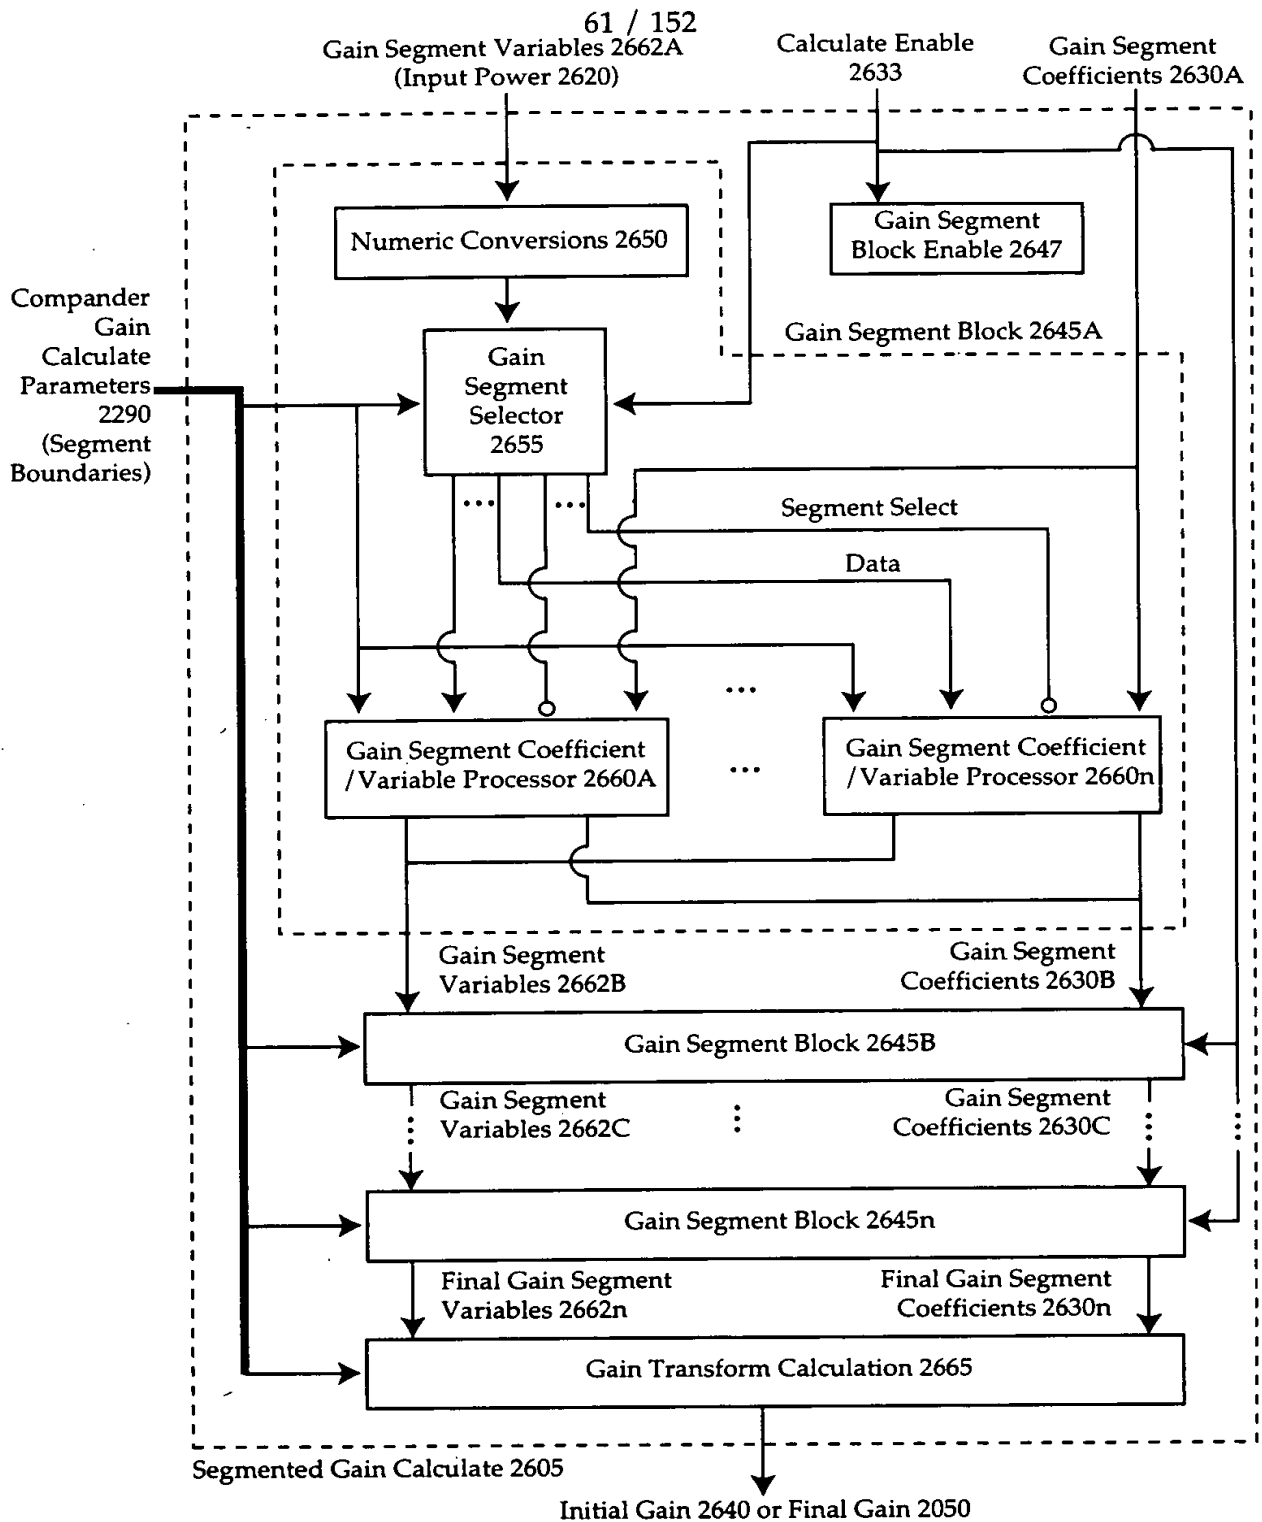 61 / 152
Gain Segment Variables 2662A
(Input Power 2620)
Calculate Enable
2633
Gain Segment
Coefficients 2630A
Numeric Conversions 2650
Gain Segment
Block Enable 2647
Compander
Gain
Calculate
Parameters
2290
(Segment
Boundaries)
Gain Segment Block 2645A
Gain
Segment
Selector
2655
Segment Select
Data
Gain Segment Coefficient
/Variable Processor 2660A
Gain Segment Coefficient
/Variable Processor 2660n
Gain Segment
Variables 2662B
Gain Segment
Coefficients 2630B
Gain Segment Block 2645B
Gain Segment
Variables 2662C
Gain Segment
Coefficients 2630C
Gain Segment Block 2645n
Final Gain Segment
Variables 2662n
Final Gain Segment
Coefficients 2630n
Gain Transform Calculation 2665
Segmented Gain Calculate 2605
Initial Gain 2640 or Final Gain 2050